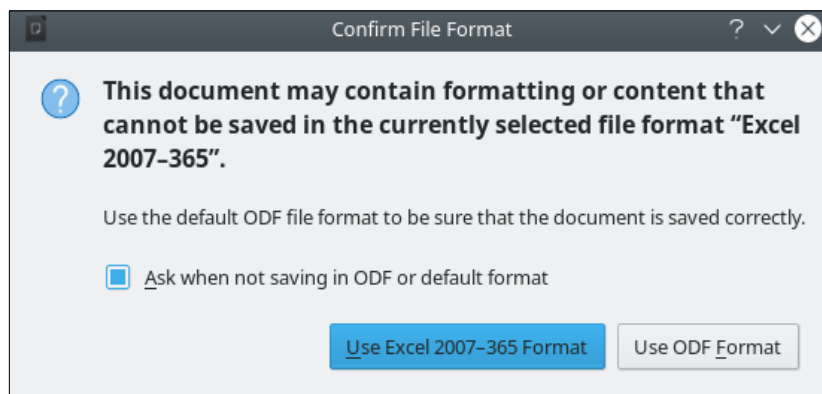 Confirm File Format
This document may contain formatting or content that
cannot be saved in the currently selected file format “Excel
2007–365”.
Use the default ODF file format to be sure that the document is saved correctly.
Ask when not saving in ODF or default format
Use Excel 2007–365 Format Use ODF Format